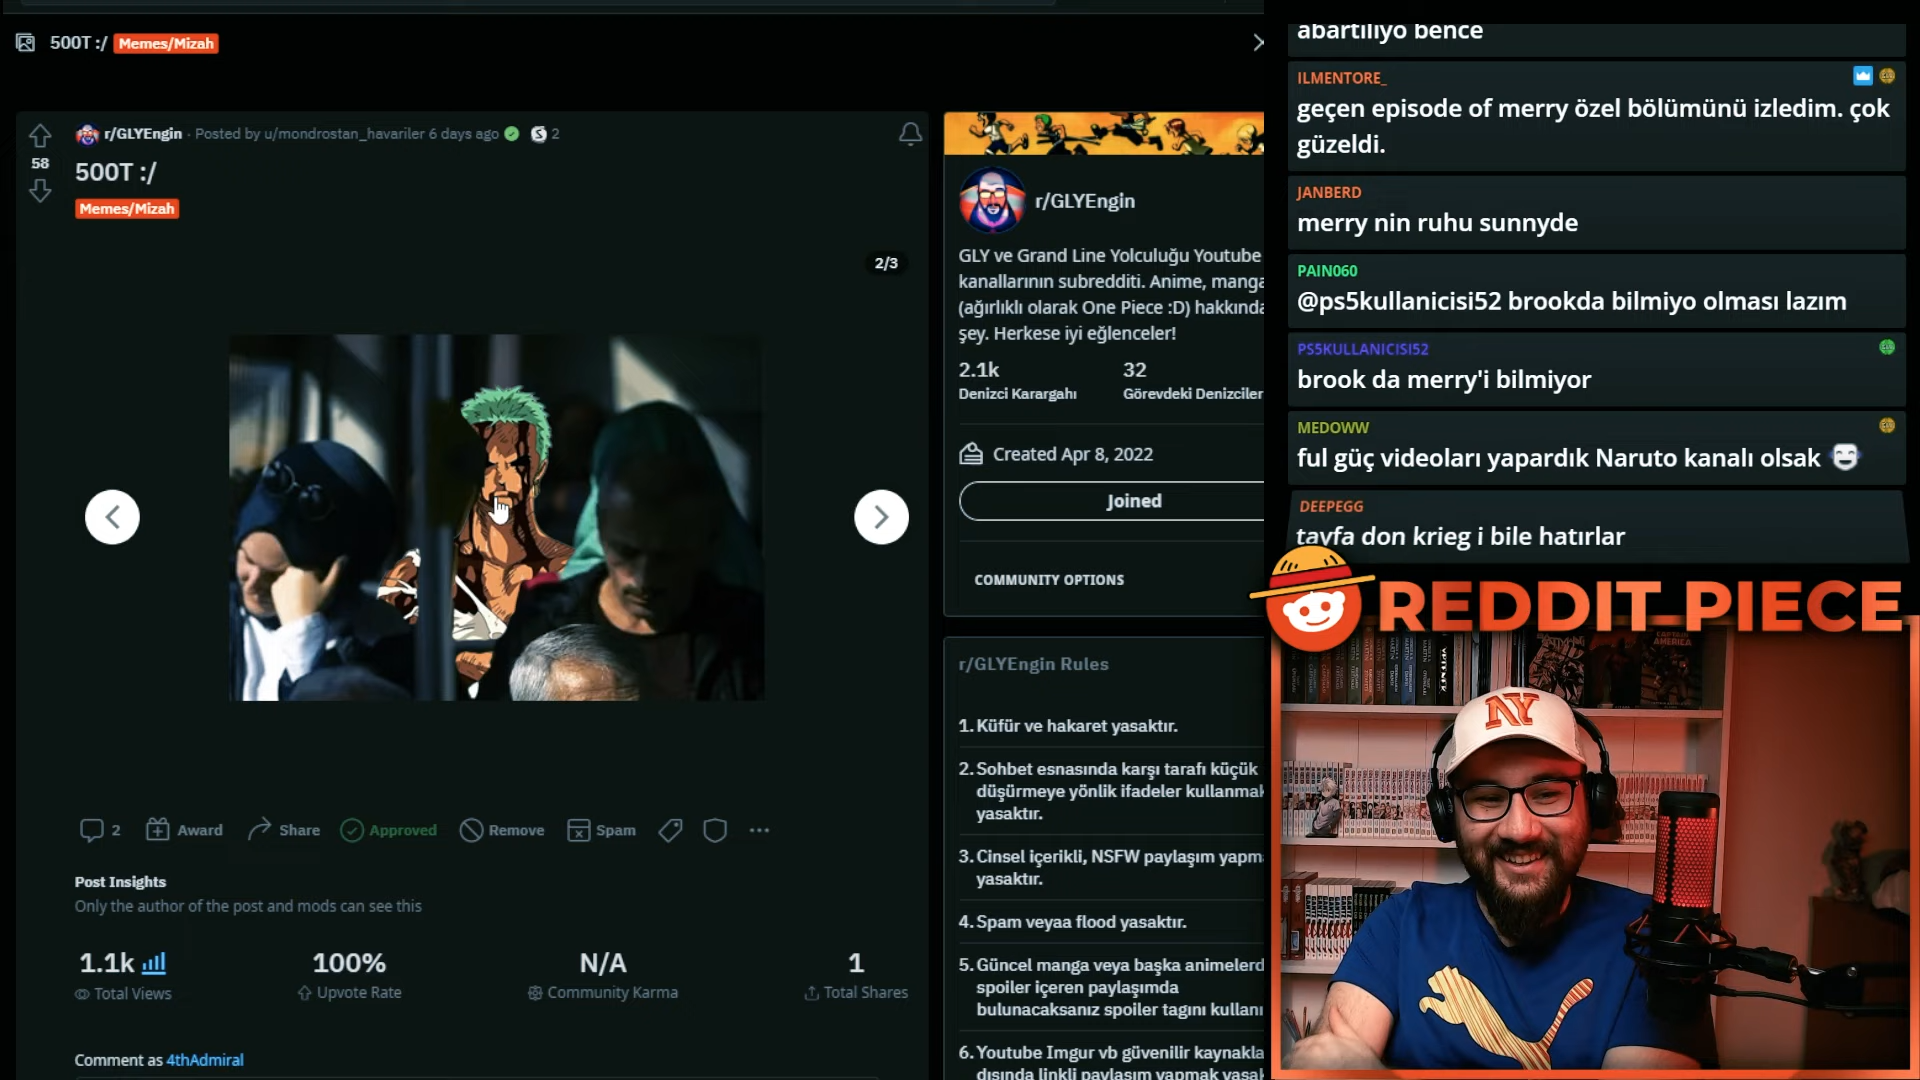 500T :/ Memes/Mizah
r/GLYEngin · Posted by u/mondrostan_havariler 6 days ago 2
58
500T :/
Memes/Mizah
2/3
2
Award
Share
Approved
Remove
Spam
Post Insights
Only the author of the post and mods can see this
1.1k
Total Views
100%
Upvote Rate
N/A
Community Karma
1
Total Shares
Comment as 4thAdmiral
r/GLYEngin
GLY ve Grand Line Yolculuğu Youtube
kanallarının subredditi. Anime, manga
(ağırlıklı olarak One Piece :D) hakkında
şey. Herkese iyi eğlenceler!
2.1k
Denizci Karargahı
32
Görevdeki Denizciler
Created Apr 8, 2022
Joined
COMMUNITY OPTIONS
r/GLYEngin Rules
1. Küfür ve hakaret yasaktır.
2. Sohbet esnasında karşı tarafı küçük
düşürmeye yönlik ifadeler kullanmak
yasaktır.
3. Cinsel içerikli, NSFW paylaşım yapm
yasaktır.
4. Spam veyaa flood yasaktır.
5. Güncel manga veya başka animelerd
spoiler içeren paylaşımda
bulunacaksanız spoiler tagını kullanı
6. Youtube Imgur vb güvenilir kaynakla
dışında linkli paylaşım yapmak yasak
abartiliyo bence
ILMENTORE_
geçen episode of merry özel bölümünü izledim. çok
güzeldi.
JANBERD
merry nin ruhu sunnyde
PAIN060
@ps5kullanicisi52 brookda bilmiyo olması lazım
PS5KULLANICISI52
brook da merry'i bilmiyor
MEDOWW
ful güç videoları yapardık Naruto kanalı olsak
DEEPEGG
tayfa don krieg i bile hatırlar
REDDIT PIECE
NY
CAPTAIN
AMERICA